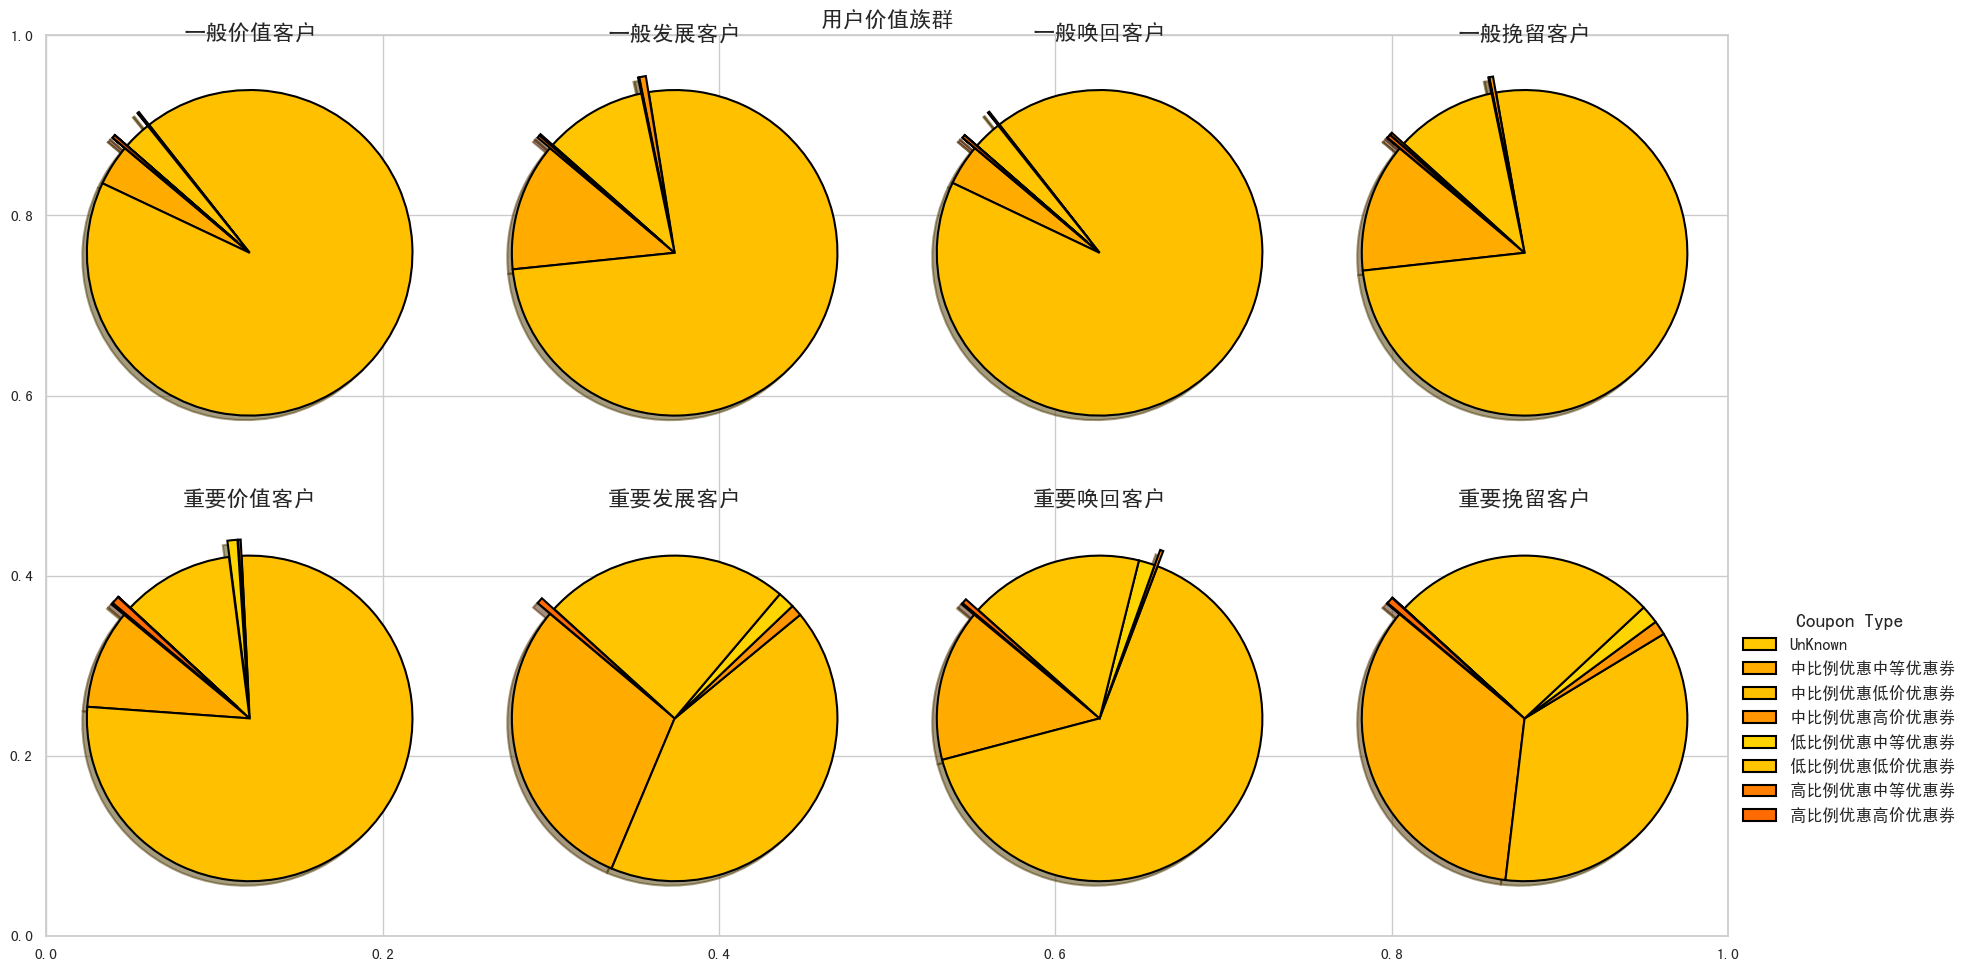 用户价值族群
一般价值客户
一般发展客户
一般唤回客户
一般挽留客户
1.0
0.8
0.6
重要价值客户
重要发展客户
重要唤回客户
重要挽留客户
0.4
0.2
0.0
0.0
0.2
0.4
0.6
0.8
1.0
Coupon Type
UnKnown
中比例优惠中等优惠劵
中比例优惠低价优惠劵
中比例优惠高价优惠劵
低比例优惠中等优惠劵
低比例优惠低价优惠劵
高比例优惠中等优惠劵
高比例优惠高价优惠劵